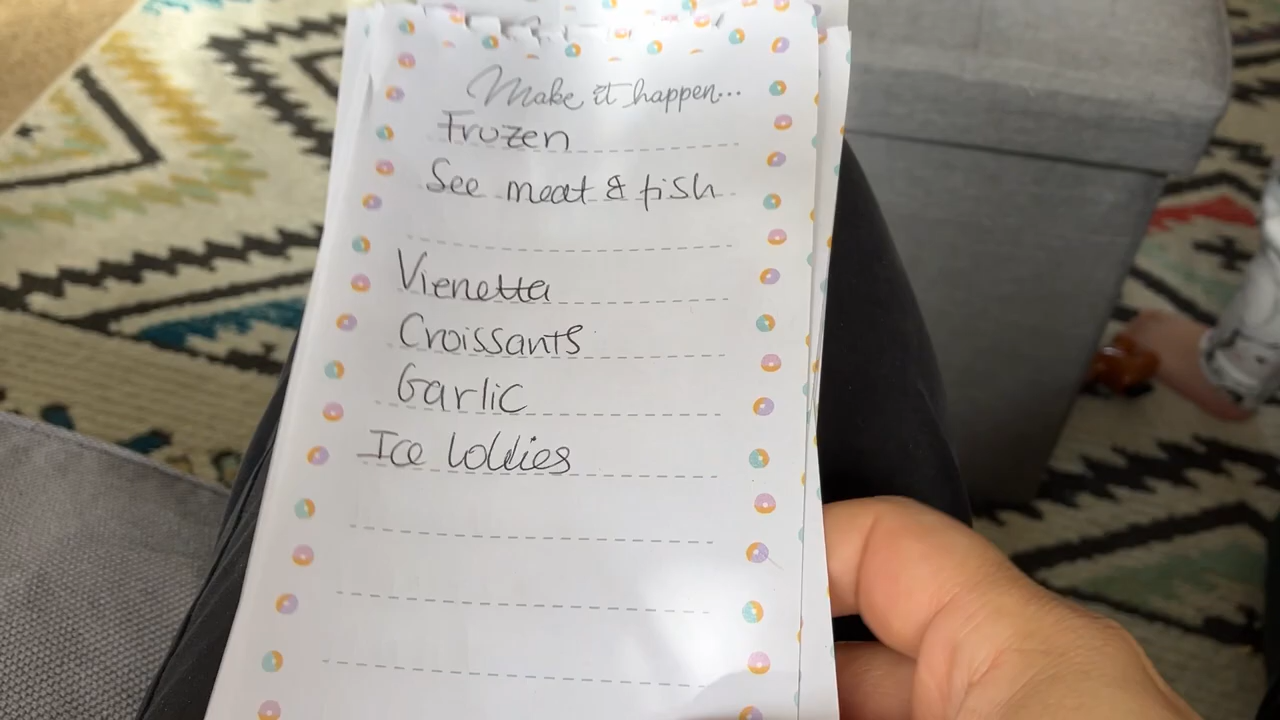 Make it happen...
Frozen
See meat & fish
Vienetta
Croissants
Garlic
Ice lollies